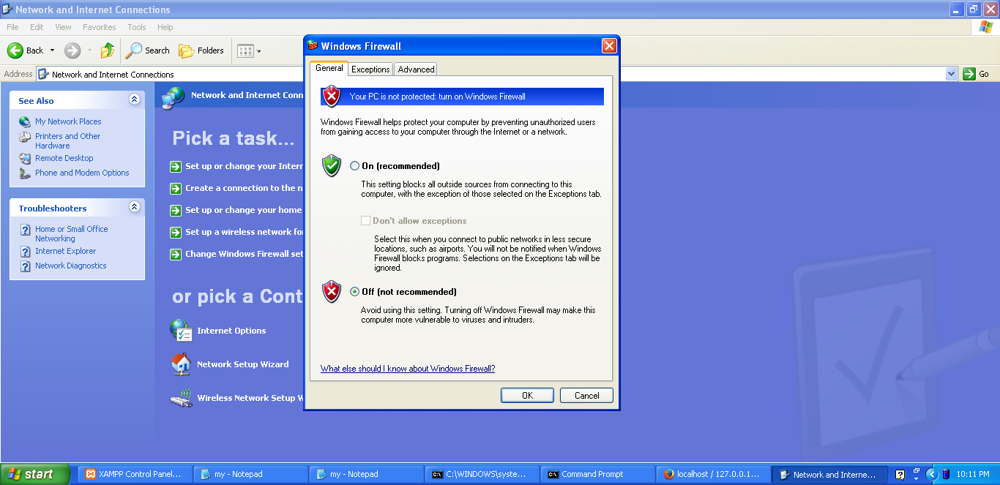 Network and Internet Connections
File Edit View Favorites Tools Help
Back Search Folders
Address Network and Internet Connections Go
See Also
My Network Places
Printers and Other
Hardware
Remote Desktop
Phone and Modem Options
Troubleshooters
Home or Small Office
Networking
Internet Explorer
Network Diagnostics
Network and Internet Conn
Pick a task...
Set up or change your Inter
Create a connection to the n
Set up or change your home
Set up a wireless network fo
Change Windows Firewall set
or pick a Cont
Internet Options
Network Setup Wizard
Wireless Network Setup W
Windows Firewall
General Exceptions Advanced
Your PC is not protected: turn on Windows Firewall
Windows Firewall helps protect your computer by preventing unauthorized users
from gaining access to your computer through the Internet or a network.
On (recommended)
This setting blocks all outside sources from connecting to this
computer, with the exception of those selected on the Exceptions tab.
Don't allow exceptions
Select this when you connect to public networks in less secure
locations, such as airports. You will not be notified when Windows
Firewall blocks programs. Selections on the Exceptions tab will be
ignored.
Off (not recommended)
Avoid using this setting. Turning off Windows Firewall may make this
computer more vulnerable to viruses and intruders.
What else should I know about Windows Firewall?
OK Cancel
start XAMPP Control Panel... my - Notepad my - Notepad C:\WINDOWS\syste... Command Prompt localhost / 127.0.0.1... Network and Interne... 10:11 PM